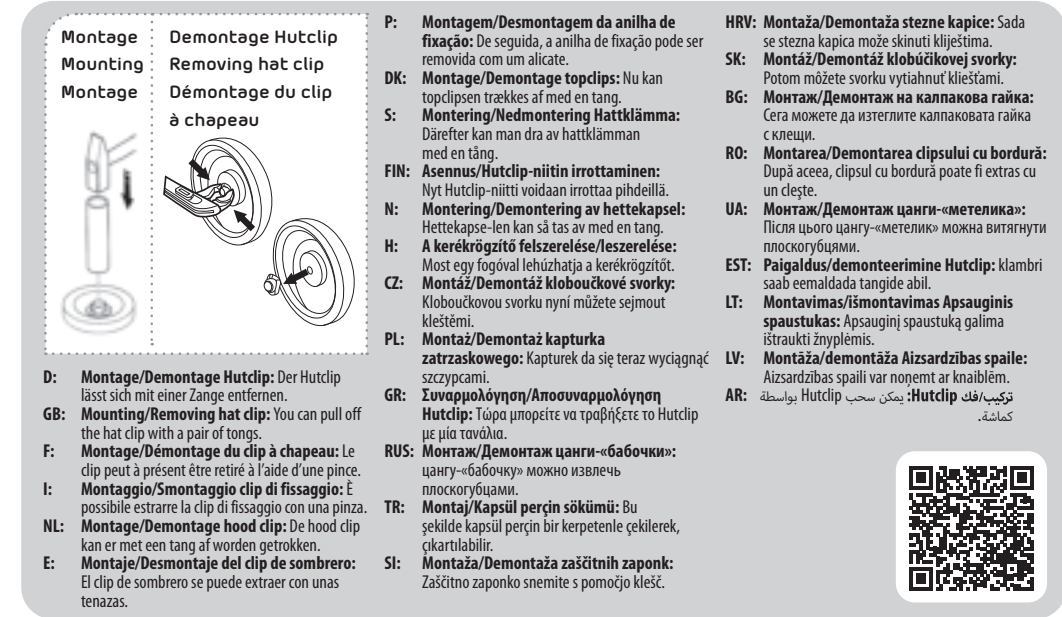 Montage
Mounting
Montage
Demontage Hutclip
Removing hat clip
Démontage du clip
à chapeau
D: Montage/Demontage Hutclip: Der Hutclip
lässt sich mit einer Zange entfernen.
GB: Mounting/Removing hat clip: You can pull off
the hat clip with a pair of tongs.
F: Montage/Démontage du clip à chapeau: Le
clip peut à présent être retiré à l’aide d’une pince.
I: Montaggio/Smontaggio clip di fissaggio: È
possibile estrarre la clip di fissaggio con una pinza.
NL: Montage/Demontage hood clip: De hood clip
kan er met een tang af worden getrokken.
E: Montaje/Desmontaje del clip de sombrero:
El clip de sombrero se puede extraer con unas
tenazas.
P: Montagem/Desmontagem da anilha de
fixação: De seguida, a anilha de fixação pode ser
removida com um alicate.
DK: Montage/Demontage topclips: Nu kan
topclipsen trækkes af med en tang.
S: Montering/Nedmontering Hattklämma:
Därefter kan man dra av hattklämman
med en tång.
FIN: Asennus/Hutclip-niitin irrottaminen:
Nyt Hutclip-niitti voidaan irrottaa pihdeillä.
N: Montering/Demontering av hettekapsel:
Hettekapse-len kan så tas av med en tang.
H: A kerékrögzítő felszerelése/leszerelése:
Most egy fogóval lehúzhatja a kerékrögzítőt.
CZ: Montáž/Demontáž kloboučkové svorky:
Kloboučkovou svorku nyní můžete sejmout
kleštěmi.
PL: Montaż/Demontaż kapturka
zatrzaskowego: Kapturek da się teraz wyciągnąć
szczypcami.
GR: Συναρμολόγηση/Αποσυναρμολόγηση
Hutclip: Τώρα μπορείτε να τραβήξετε το Hutclip
με μία τανάλια.
RUS: Монтаж/Демонтаж цанги-«бабочки»:
цангу-«бабочку» можно извлечь
плоскогубцами.
TR: Montaj/Kapsül perçin sökümü: Bu
şekilde kapsül perçin bir kerpetenle çekilerek,
çıkartılabilir.
SI: Montaža/Demontaža zaščitnih zaponk:
Zaščitno zaponko snemite s pomočjo klešč.
HRV: Montaža/Demontaža stezne kapice: Sada
se stezna kapica može skinuti kliještima.
SK: Montáž/Demontáž klobúčikovej svorky:
Potom môžete svorku vytiahnuť kliešťami.
BG: Монтаж/Демонтаж на калпакова гайка:
Сега можете да изтеглите калпаковата гайка
с клещи.
RO: Montarea/Demontarea clipsului cu bordură:
După aceea, clipsul cu bordură poate fi extras cu
un clește.
UA: Монтаж/Демонтаж цанги-«метелика»:
Після цього цангу-«метелик» можна витягнути
плоскогубцями.
EST: Paigaldus/demonteerimine Hutclip: klambri
saab eemaldada tangide abil.
LT: Montavimas/išmontavimas Apsauginis
spaustukas: Apsauginį spaustuką galima
ištraukti žnyplėmis.
LV: Montāža/demontāža Aizsardzības spaile:
Aizsardzības spaili var noņemt ar knaiblēm.
AR: تركيب/فك Hutclip: يمكن سحب Hutclip بواسطة
كماشة.